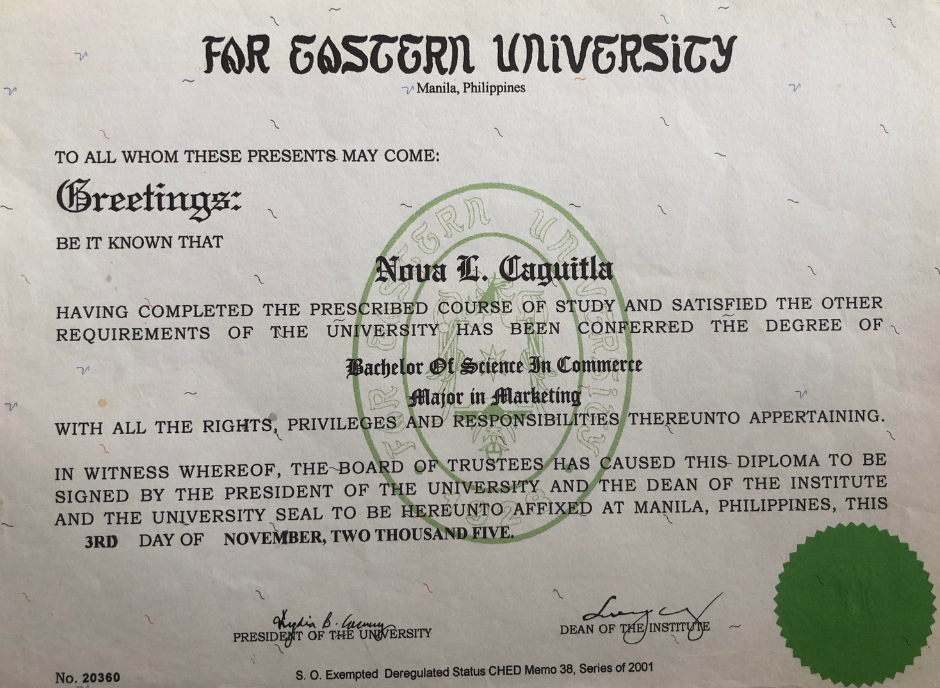 FAR EASTERN UNIVERSITY
Manila, Philippines
TO ALL WHOM THESE PRESENTS MAY COME:
Greetings:
BE IT KNOWN THAT
Nova L. Caguitla
HAVING COMPLETED THE PRESCRIBED COURSE OF STUDY AND SATISFIED THE OTHER
REQUIREMENTS OF THE UNIVERSITY HAS BEEN CONFERRED THE DEGREE OF
Bachelor Of Science In Commerce
Major in Marketing
WITH ALL THE RIGHTS, PRIVILEGES AND RESPONSIBILITIES THEREUNTO APPERTAINING.
IN WITNESS WHEREOF, THE BOARD OF TRUSTEES HAS CAUSED THIS DIPLOMA TO BE
SIGNED BY THE PRESIDENT OF THE UNIVERSITY AND THE DEAN OF THE INSTITUTE
AND THE UNIVERSITY SEAL TO BE HEREUNTO AFFIXED AT MANILA, PHILIPPINES, THIS
3RD DAY OF NOVEMBER, TWO THOUSAND FIVE.
PRESIDENT OF THE UNIVERSITY
DEAN OF THE INSTITUTE
No. 20360
S. O. Exempted Deregulated Status CHED Memo 38, Series of 2001
FAR EASTERN UNIVERSITY
1928